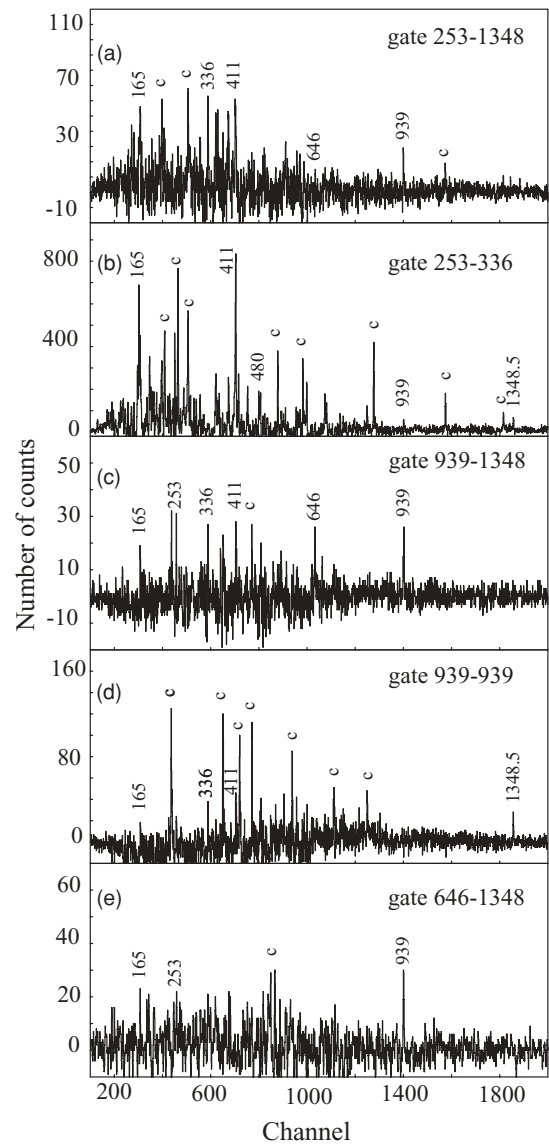 Number of counts
110
70
30
-10
(a)
gate 253-1348
165
c
c
336
411
646
939
c
800
400
0
(b)
gate 253-336
165
c
c
c
411
480
c
c
c
939
c
c
1348.5
50
30
10
-10
(c)
gate 939-1348
165
253
336
411
c
646
939
160
80
0
(d)
gate 939-939
165
c
336
c
411
c
c
c
c
c
1348.5
60
40
20
0
(e)
gate 646-1348
165
253
c
939
200 600 1000 1400 1800
Channel